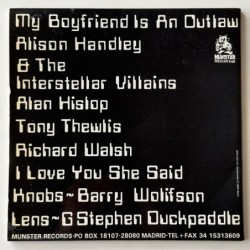 My Boyfriend Is An Outlaw
Alison Handley
& The
Interstellar Villains
Alan Hislop
Tony Thewlis
Richard Walsh
I Love You She Said
Knobs~Barry Wolifson
Lens~G Stephen Duckpaddle
MUNSTER
MUNSTER RECORDS•PO BOX 18107-28080 MADRID-TEL•FAX 34 15313609